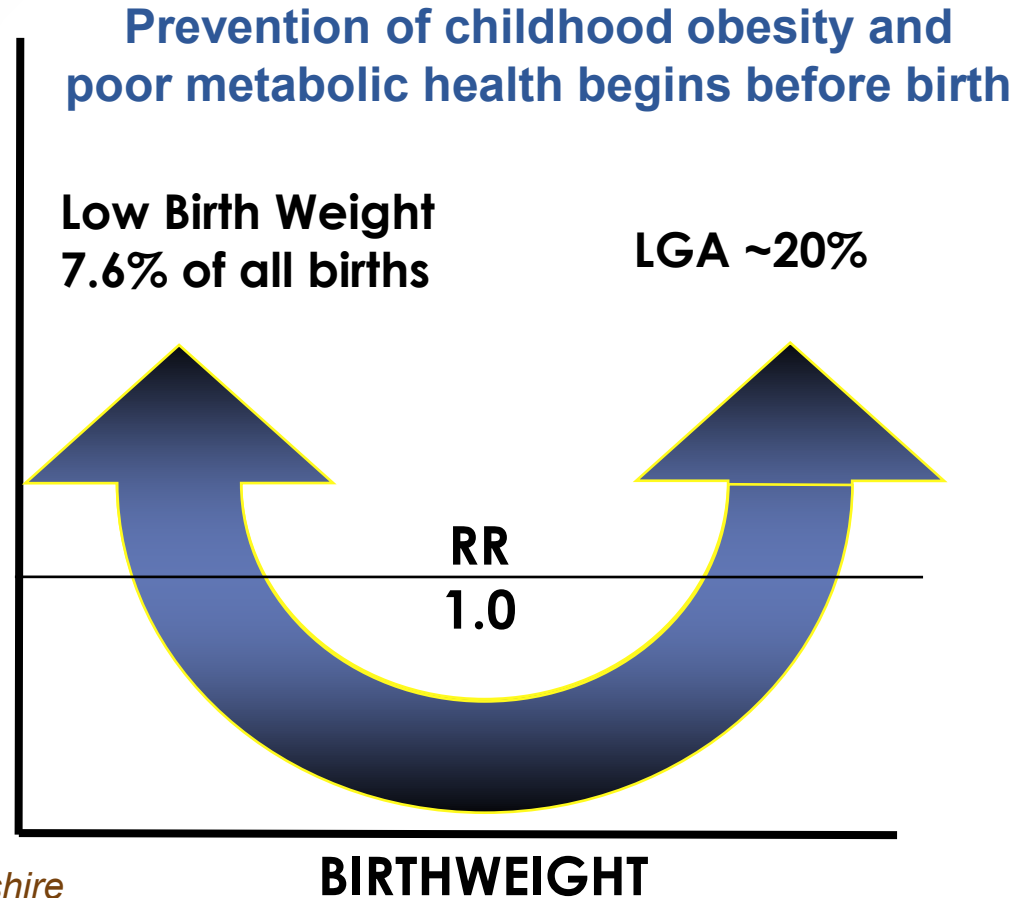 Prevention of childhood obesity and
poor metabolic health begins before birth
Low Birth Weight
7.6% of all births
LGA ~20%
RR
1.0
BIRTHWEIGHT